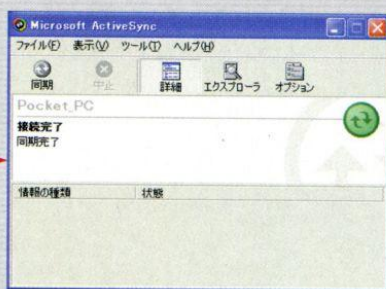 Microsoft ActiveSync
ファイル(F) 表示(V) ツール(T) ヘルプ(H)
同期 中止 詳細 エクスプローラ オプション
Pocket_PC
接続完了
同期完了
情報の種類 状態